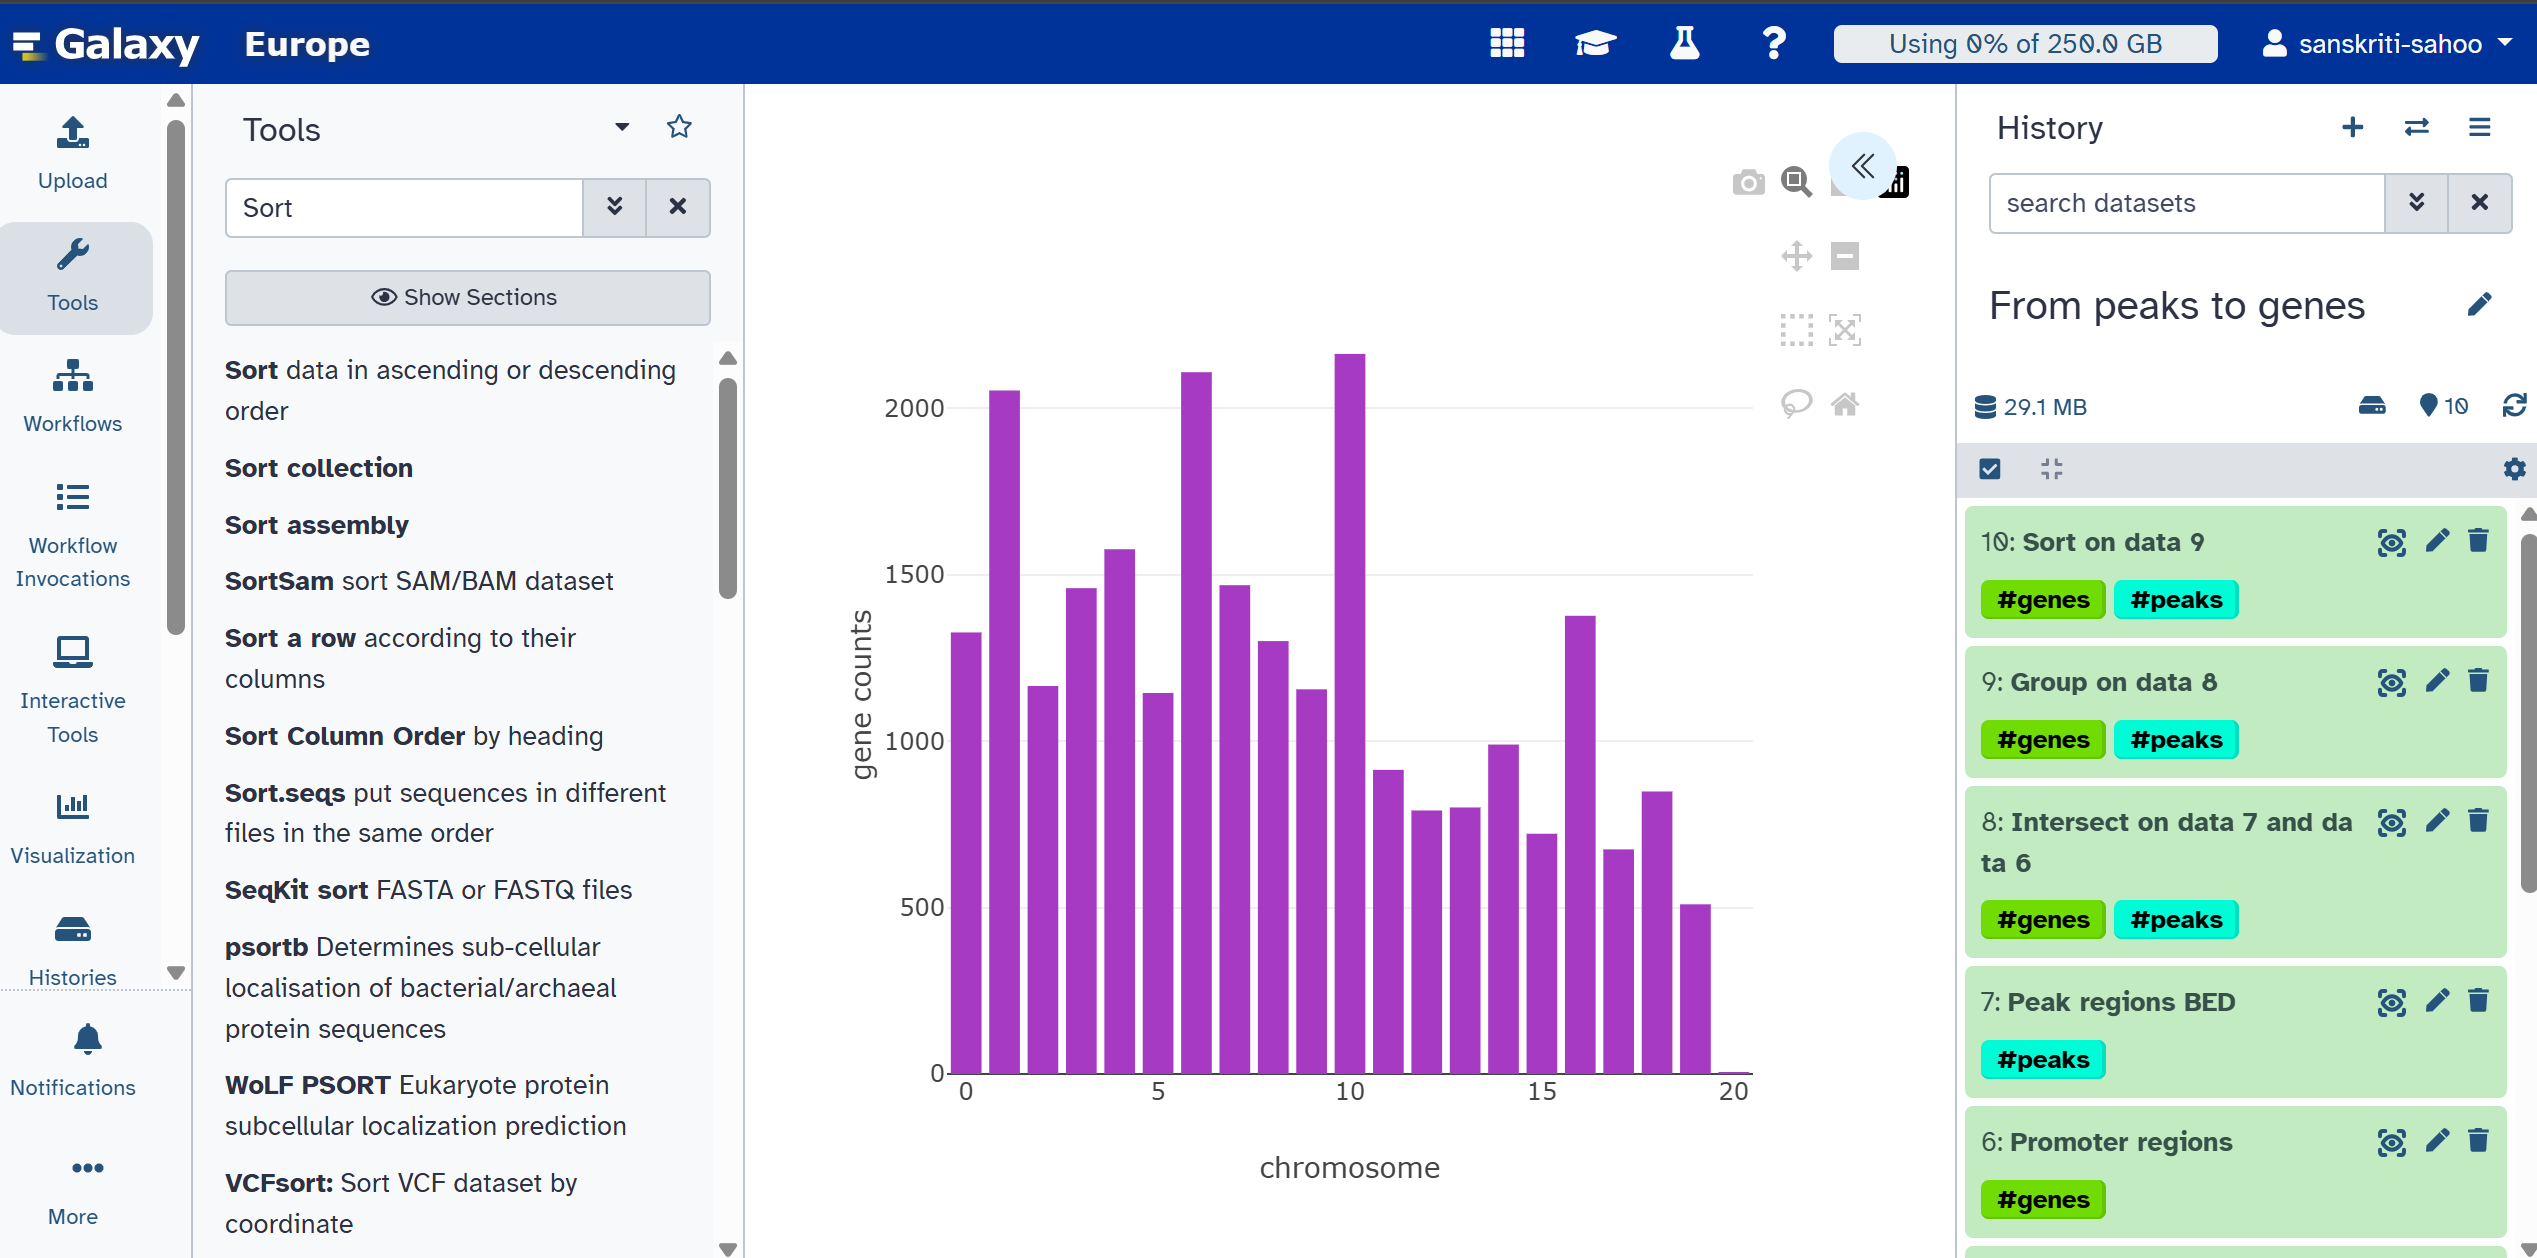 Galaxy Europe
Using 0% of 250.0 GB
sanskriti-sahoo
Upload
Tools
Workflows
Workflow
Invocations
Interactive
Tools
Visualization
Histories
Notifications
More
Tools
Sort
Show Sections
Sort data in ascending or descending
order
Sort collection
Sort assembly
SortSam sort SAM/BAM dataset
Sort a row according to their
columns
Sort Column Order by heading
Sort.seqs put sequences in different
files in the same order
SeqKit sort FASTA or FASTQ files
psortb Determines sub-cellular
localisation of bacterial/archaeal
protein sequences
WoLF PSORT Eukaryote protein
subcellular localization prediction
VCFsort: Sort VCF dataset by
coordinate
gene counts
2000
1500
1000
500
0
0 5 10 15 20
chromosome
History
search datasets
From peaks to genes
29.1 MB
10
10: Sort on data 9
#genes #peaks
9: Group on data 8
#genes #peaks
8: Intersect on data 7 and da
ta 6
#genes #peaks
7: Peak regions BED
#peaks
6: Promoter regions
#genes